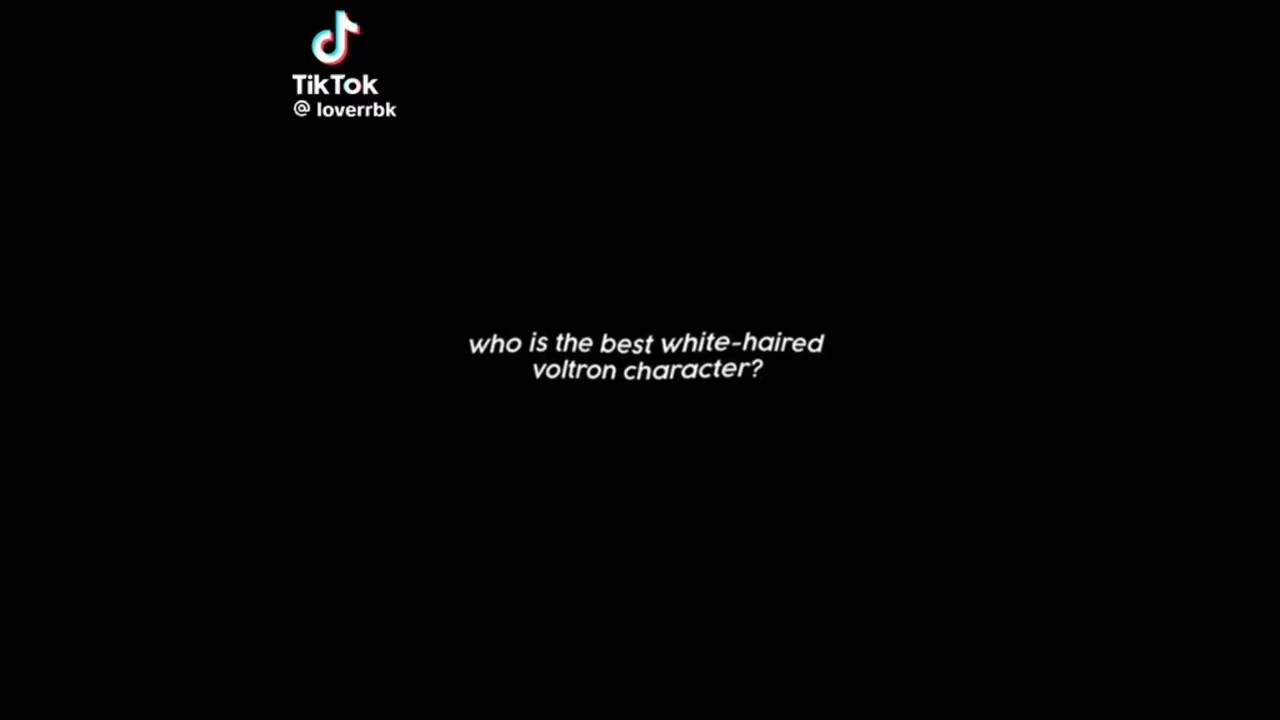 TikTok
@ loverrbk
who is the best white-haired
voltron character?